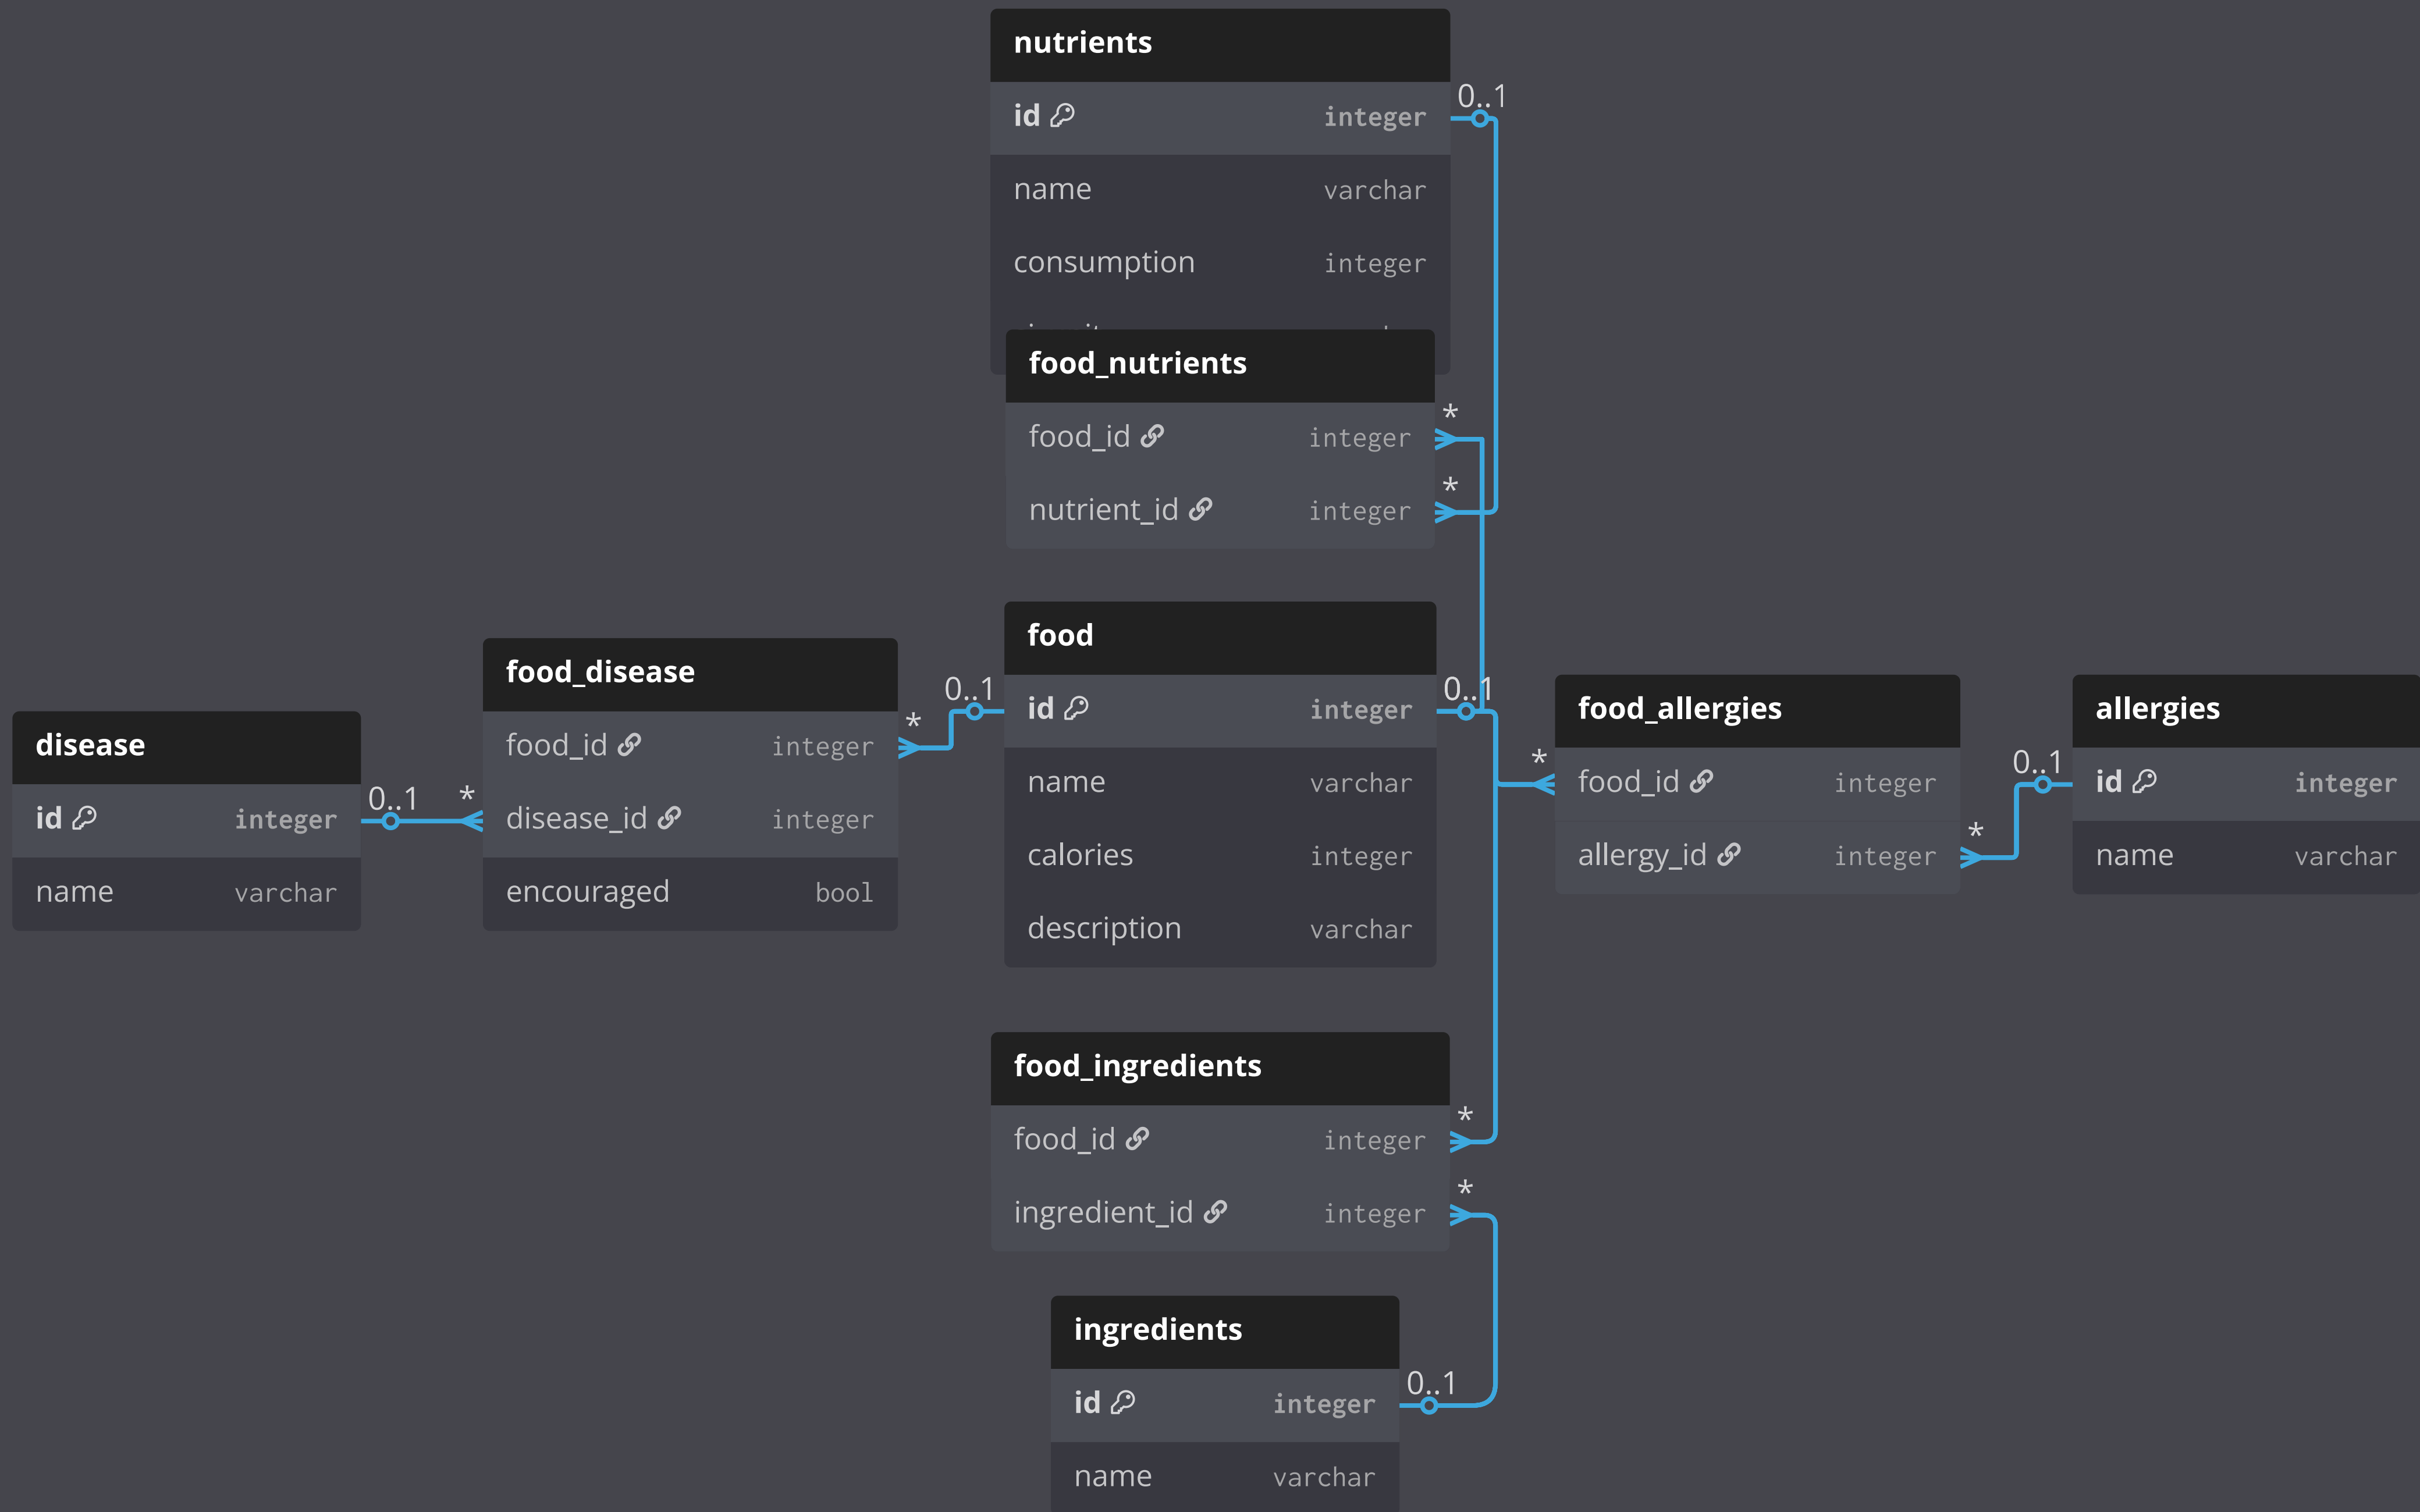 nutrients
id integer
0..1
name varchar
consumption integer
food_nutrients
food_id integer
*
nutrient_id integer
*
disease
id integer
0..1
*
name varchar
food_disease
food_id integer
*
disease_id integer
encouraged bool
food
0..1
id integer
0..1
name varchar
calories integer
description varchar
food_allergies
*
food_id integer
allergy_id integer
*
allergies
0..1
id integer
name varchar
food_ingredients
food_id integer
*
ingredient_id integer
*
ingredients
id integer
0..1
name varchar